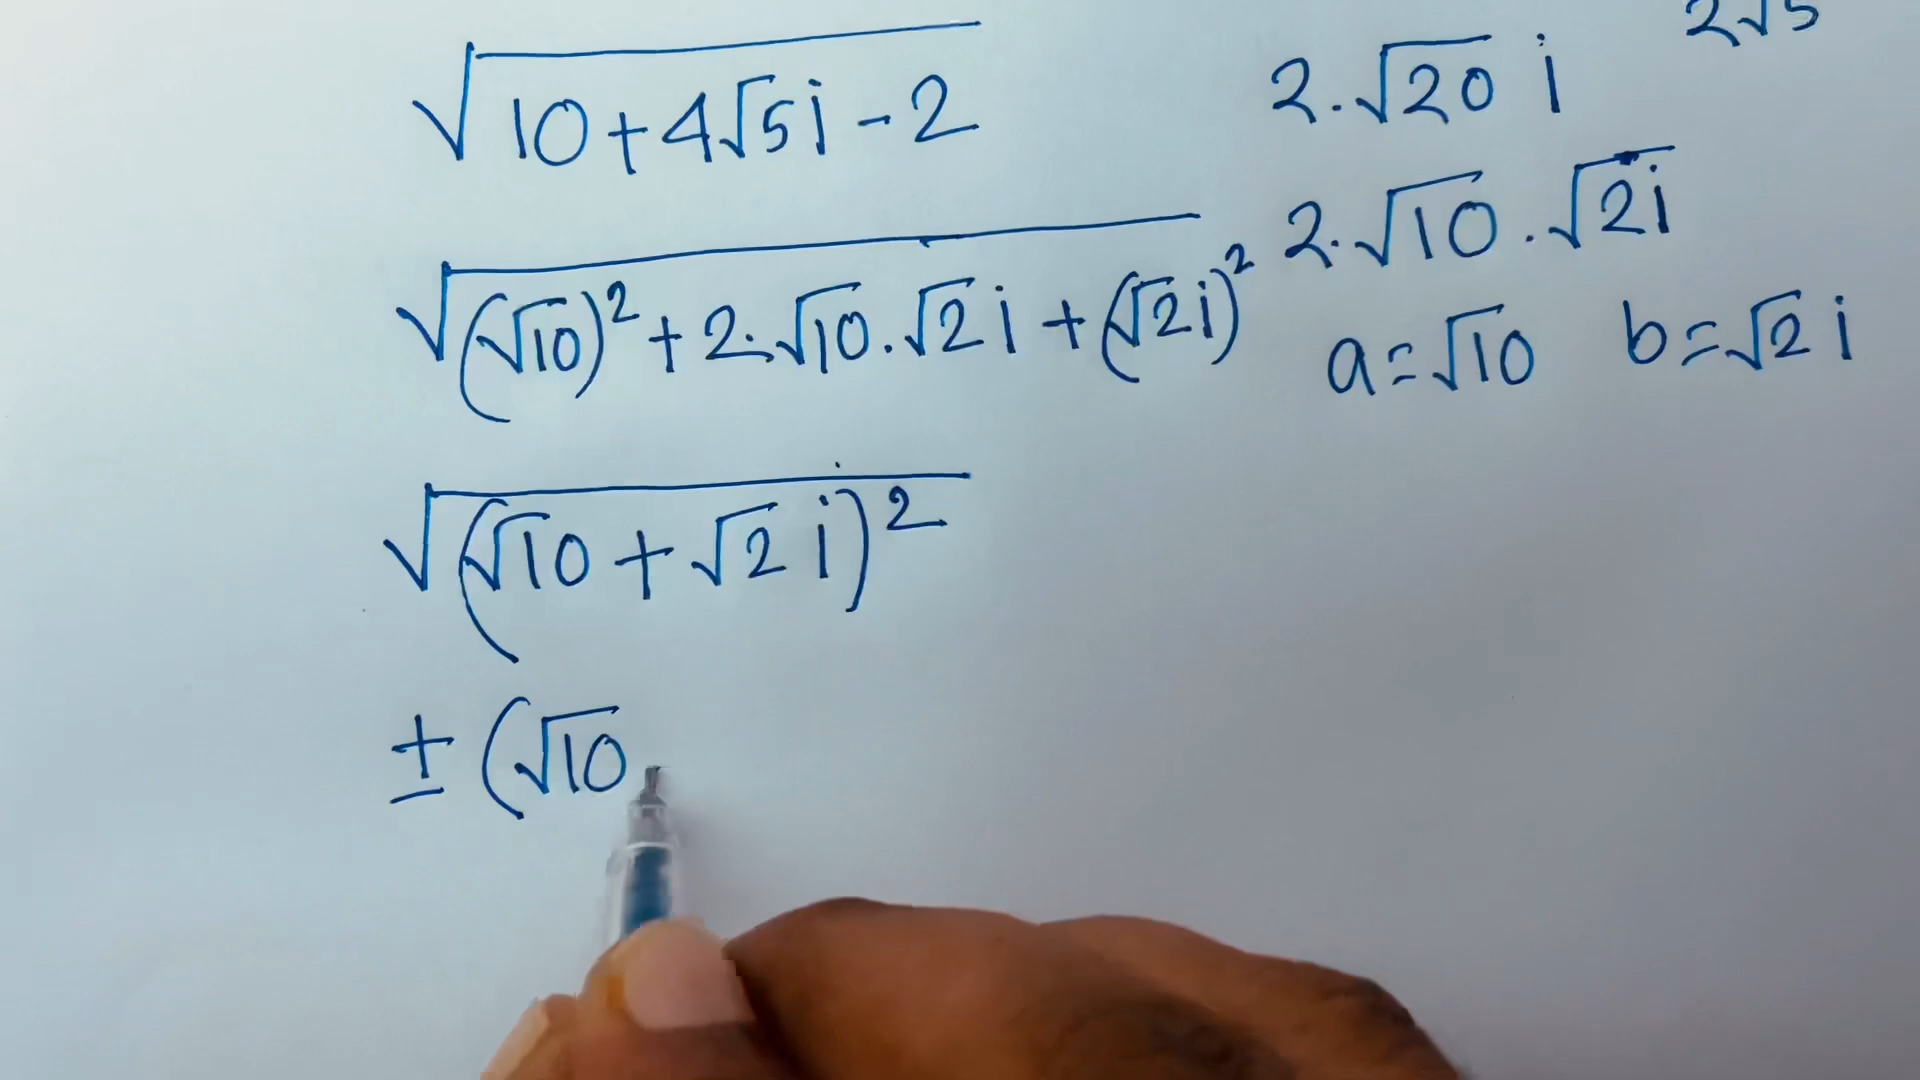 √(10+4√5i-2)
√((√10)²+2.√10.√2i+(√2i)²)
√((√10+√2i)²)
±(√10
2√5
2.√20 i
2.√10.√2i
a=√10 b=√2i